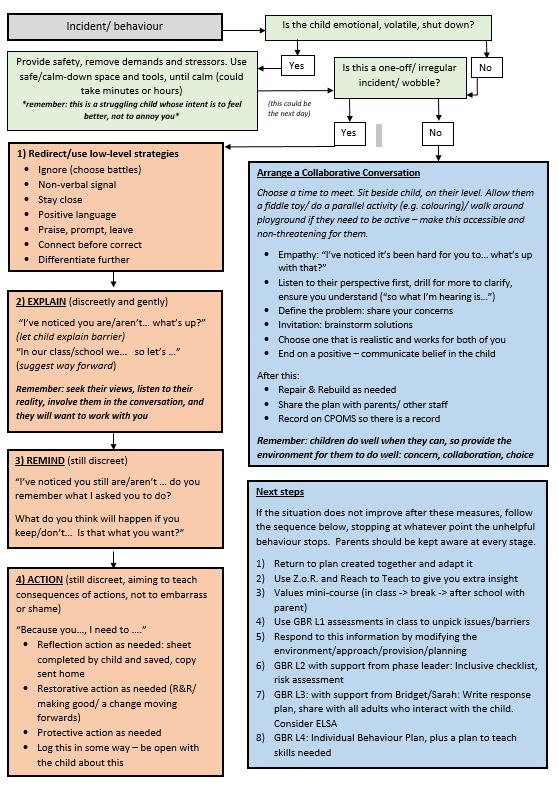 Incident/ behaviour
Is the child emotional, volatile, shut down?
Yes
No
Provide safety, remove demands and stressors. Use
safe/calm-down space and tools, until calm (could
take minutes or hours)
*remember: this is a struggling child whose intent is to feel
better, not to annoy you*
(this could be
the next day)
Is this a one-off/ irregular
incident/ wobble?
Yes
No
1) Redirect/use low-level strategies
• Ignore (choose battles)
• Non-verbal signal
• Stay close
• Positive language
• Praise, prompt, leave
• Connect before correct
• Differentiate further
2) EXPLAIN (discreetly and gently)
“I’ve noticed you are/aren’t… what’s up?”
(let child explain barrier)
“In our class/school we… so let’s …”
(suggest way forward)
Remember: seek their views, listen to their
reality, involve them in the conversation, and
they will want to work with you
3) REMIND (still discreet)
“I’ve noticed you still are/aren’t … do you
remember what I asked you to do?
What do you think will happen if you
keep/don’t… Is that what you want?”
4) ACTION (still discreet, aiming to teach
consequences of actions, not to embarrass
or shame)
“Because you…, I need to ….”
• Reflection action as needed: sheet
completed by child and saved, copy
sent home
• Restorative action as needed (R&R/
making good/ a change moving
forwards)
• Protective action as needed
• Log this in some way – be open with
the child about this
Arrange a Collaborative Conversation
Choose a time to meet. Sit beside child, on their level. Allow them
a fiddle toy/ do a parallel activity (e.g. colouring)/ walk around
playground if they need to be active – make this accessible and
non-threatening for them.
• Empathy: “I’ve noticed it’s been hard for you to… what’s up
with that?”
• Listen to their perspective first, drill for more to clarify,
ensure you understand (“so what I’m hearing is…”)
• Define the problem: share your concerns
• Invitation: brainstorm solutions
• Choose one that is realistic and works for both of you
• End on a positive – communicate belief in the child
After this:
• Repair & Rebuild as needed
• Share the plan with parents/ other staff
• Record on CPOMS so there is a record
Remember: children do well when they can, so provide the
environment for them to do well: concern, collaboration, choice
Next steps
If the situation does not improve after these measures, follow
the sequence below, stopping at whatever point the unhelpful
behaviour stops. Parents should be kept aware at every stage.
1) Return to plan created together and adapt it
2) Use Z.o.R. and Reach to Teach to give you extra insight
3) Values mini-course (in class -> break -> after school with
parent)
4) Use GBR L1 assessments in class to unpick issues/barriers
5) Respond to this information by modifying the
environment/approach/provision/planning
6) GBR L2 with support from phase leader: Inclusive checklist,
risk assessment
7) GBR L3: with support from Bridget/Sarah: Write response
plan, share with all adults who interact with the child.
Consider ELSA
8) GBR L4: Individual Behaviour Plan, plus a plan to teach
skills needed